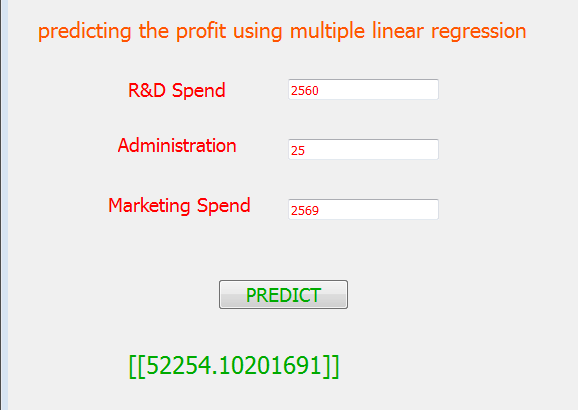 predicting the profit using multiple linear regression
R&D Spend 2560
Administration 25
Marketing Spend 2569
PREDICT
[[52254.10201691]]